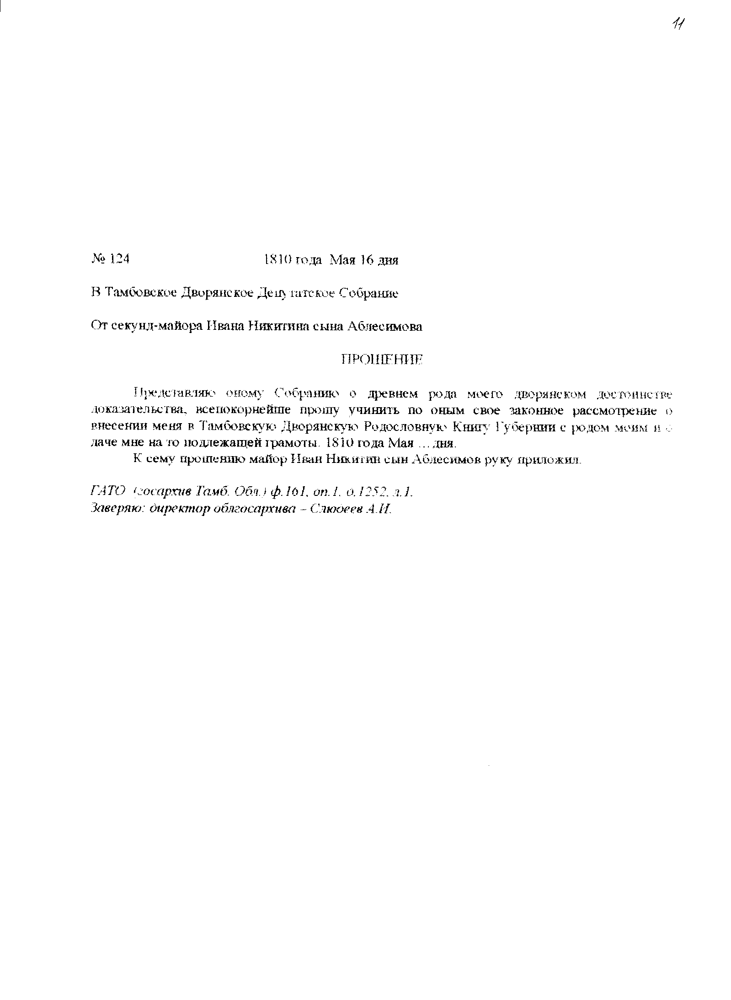 11
№ 124 1810 года Мая 16 дня
В Тамбовское Дворянское Депутатское Собрание
От секунд-майора Ивана Никитина сына Аблесимова
ПРОШЕНИЕ
Представляю оному Собранию о древнем рода моего дворянском достоинстве
доказательства, всепокорнейше прошу учинить по оным свое законное рассмотрение о
внесении меня в Тамбовскую Дворянскую Родословную Книгу Губернии с родом моим и о
даче мне на то подлежащей грамоты. 1810 года Мая ... дня.
К сему прошению майор Иван Никитин сын Аблесимов руку приложил.
ГАТО (госархив Тамб. Обл.) ф.161, оп.1, д.1252, л.1.
Заверяю: директор облгосархива – Слюдеев А.И.